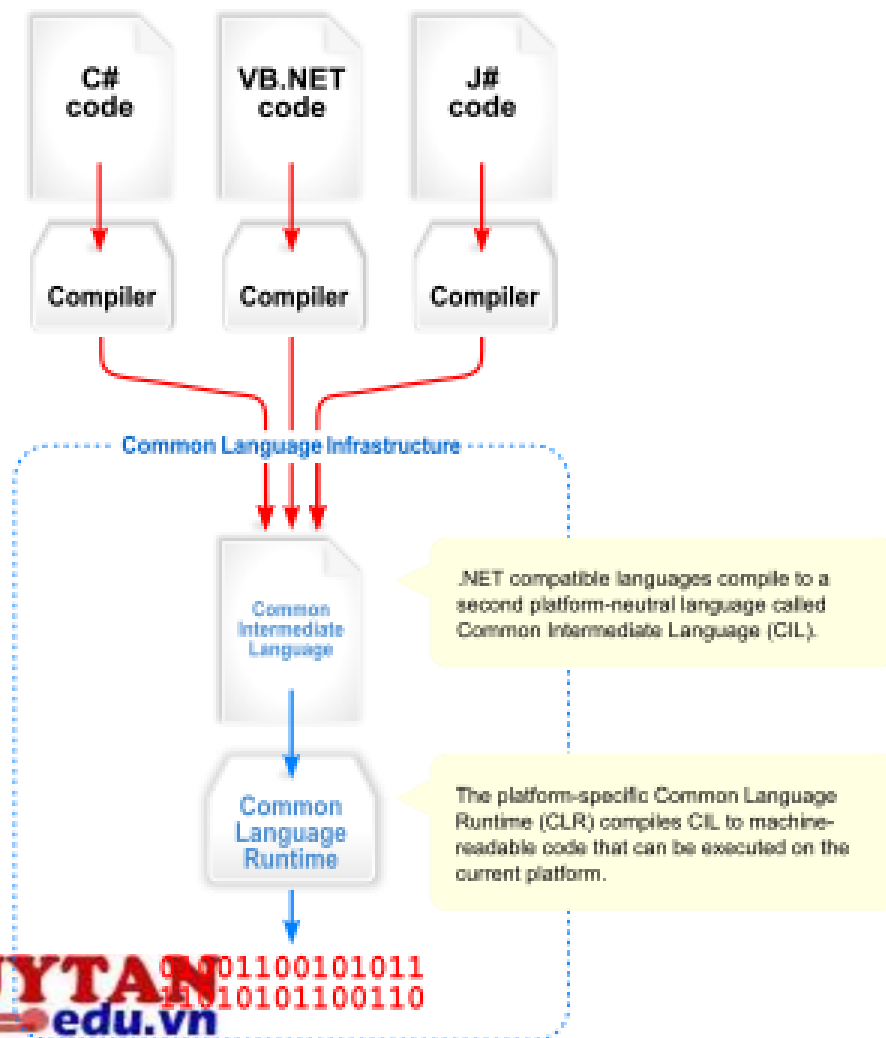 C#
code
VB.NET
code
J#
code
Compiler
Compiler
Compiler
Common Language Infrastructure
Common
Intermediate
Language
.NET compatible languages compile to a
second platform-neutral language called
Common Intermediate Language (CIL).
Common
Language
Runtime
The platform-specific Common Language
Runtime (CLR) compiles CIL to machine-
readable code that can be executed on the
current platform.
YTAN
edu.vn